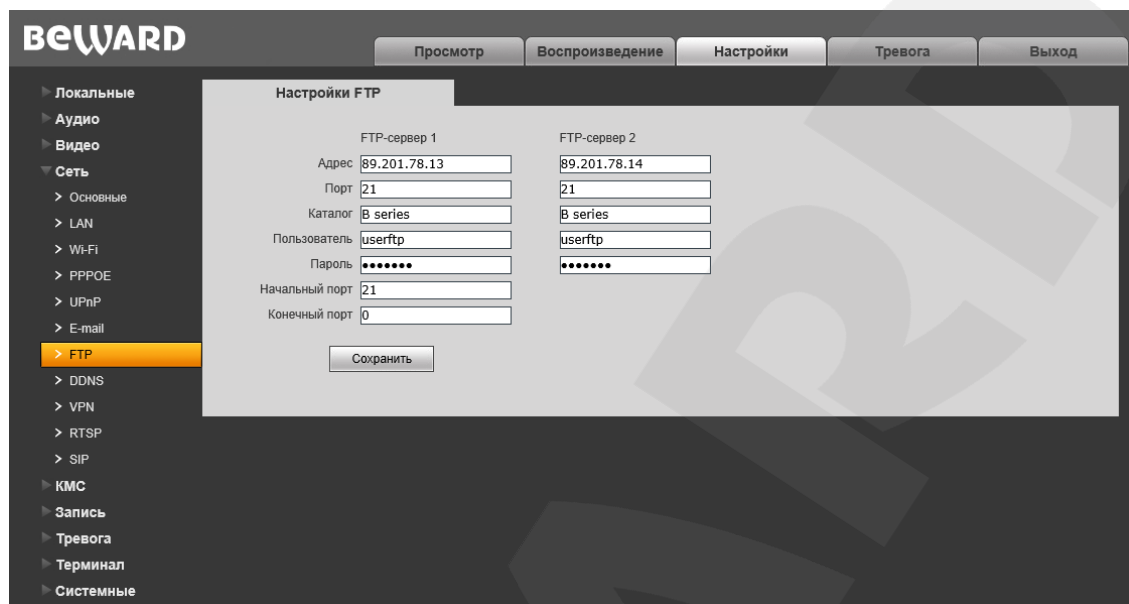 BEWARD
Просмотр Воспроизведение Настройки Тревога Выход
Локальные
Аудио
Видео
Сеть
Основные
LAN
Wi-Fi
PPPOE
UPnP
E-mail
FTP
DDNS
VPN
RTSP
SIP
КМС
Запись
Тревога
Терминал
Системные
Настройки FTP
FTP-сервер 1 FTP-сервер 2
Адрес 89.201.78.13 89.201.78.14
Порт 21 21
Каталог B series B series
Пользователь userftp userftp
Пароль ••••••• •••••••
Начальный порт 21
Конечный порт 0
Сохранить